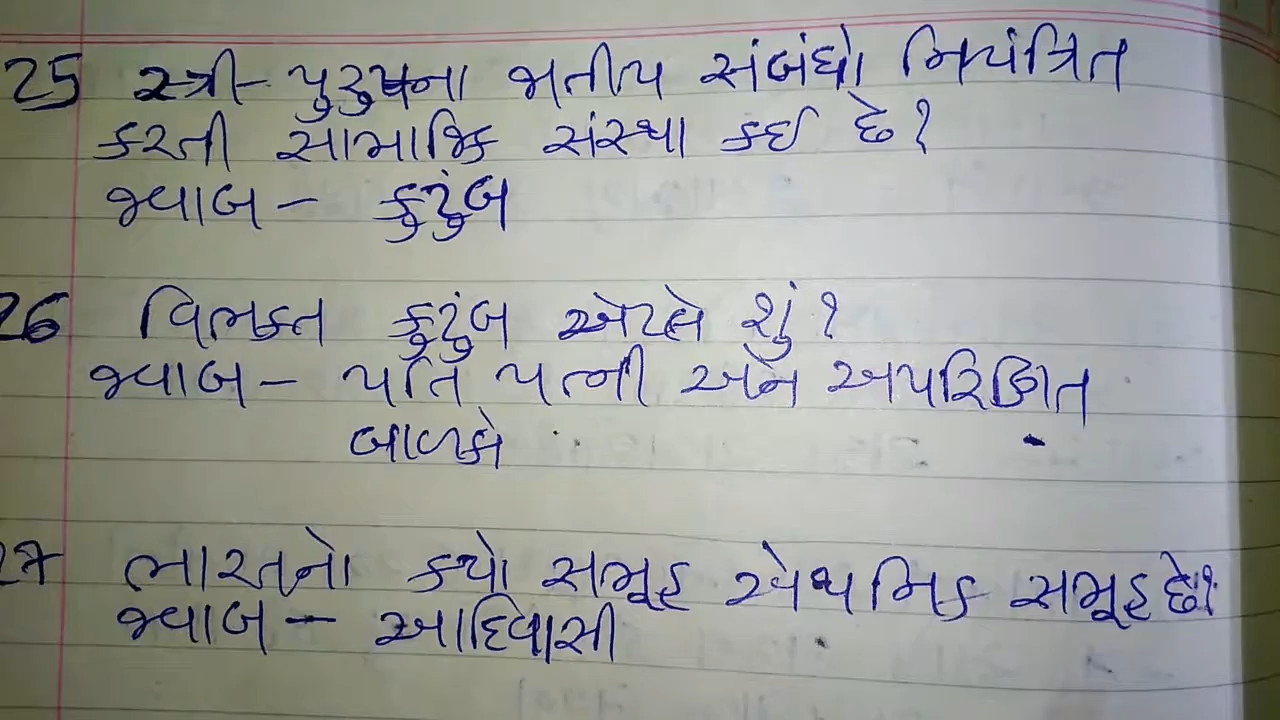 25 સ્ત્રી-પુરુષના જાતીય સંબંધો નિયંત્રિત
કરતી સામાજિક સંસ્થા કઈ છે?
જવાબ - કુટુંબ
26 વિભક્ત કુટુંબ એટલે શું?
જવાબ - પતિ પત્ની અને અપરિણિત
બાળકો
27 ભારતનો કયો સમૂહ એથમિક સમૂહ છે?
જવાબ - આદિવાસી